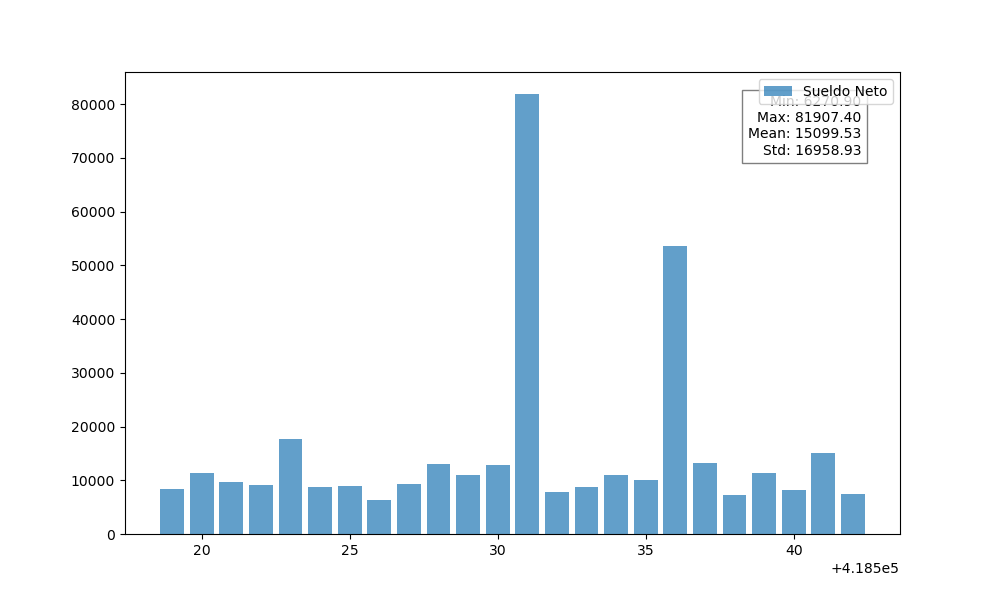 80000
70000
60000
50000
40000
30000
20000
10000
0
20 25 30 35 40
+4.185e5
Sueldo Neto
Min: 6270.90
Max: 81907.40
Mean: 15099.53
Std: 16958.93